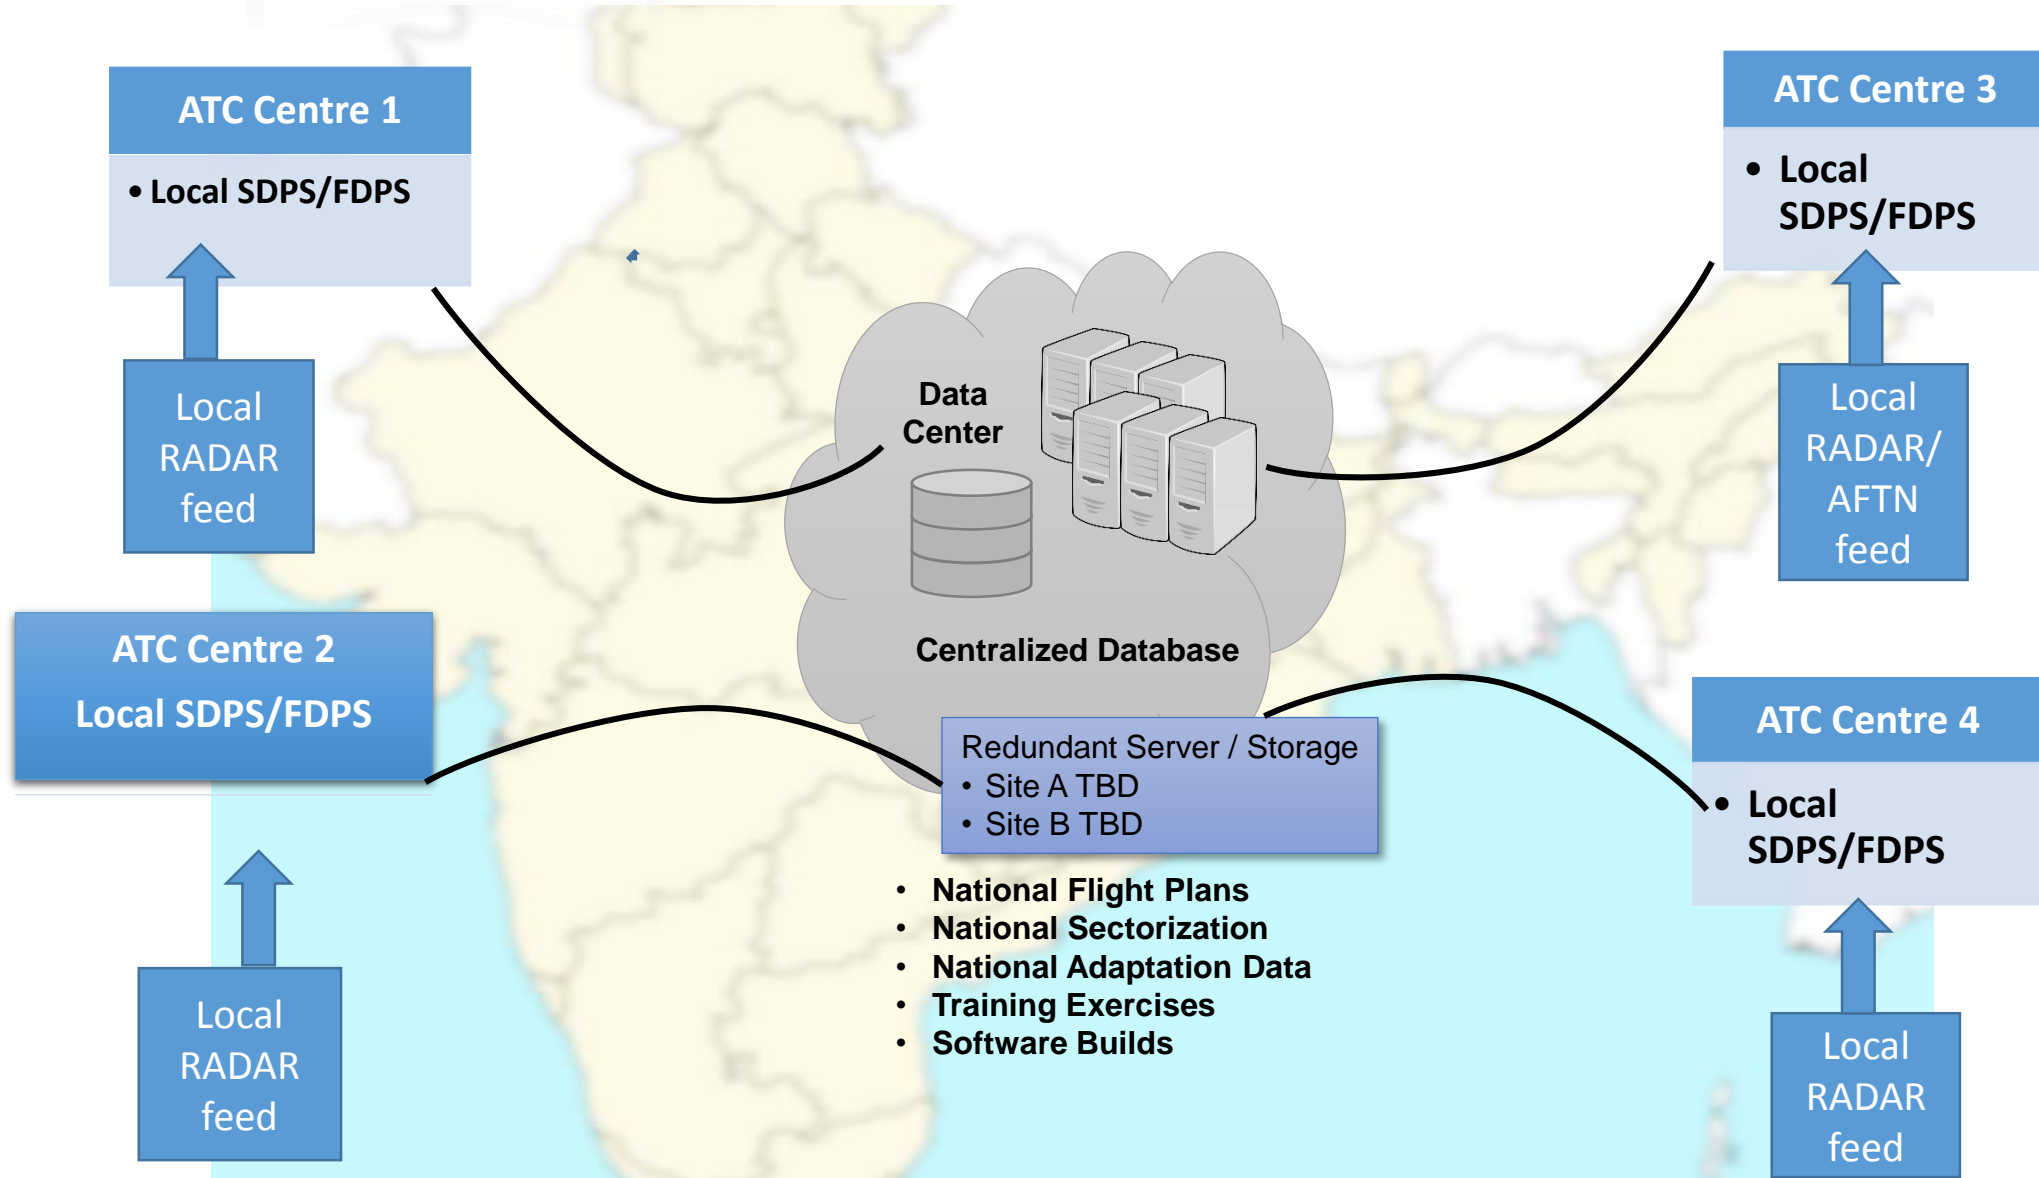 ATC Centre 1
• Local SDPS/FDPS
Local
RADAR
feed
ATC Centre 2
Local SDPS/FDPS
Local
RADAR
feed
Data
Center
Centralized Database
Redundant Server / Storage
• Site A TBD
• Site B TBD
• National Flight Plans
• National Sectorization
• National Adaptation Data
• Training Exercises
• Software Builds
ATC Centre 3
• Local
SDPS/FDPS
Local
RADAR/
AFTN
feed
ATC Centre 4
• Local
SDPS/FDPS
Local
RADAR
feed